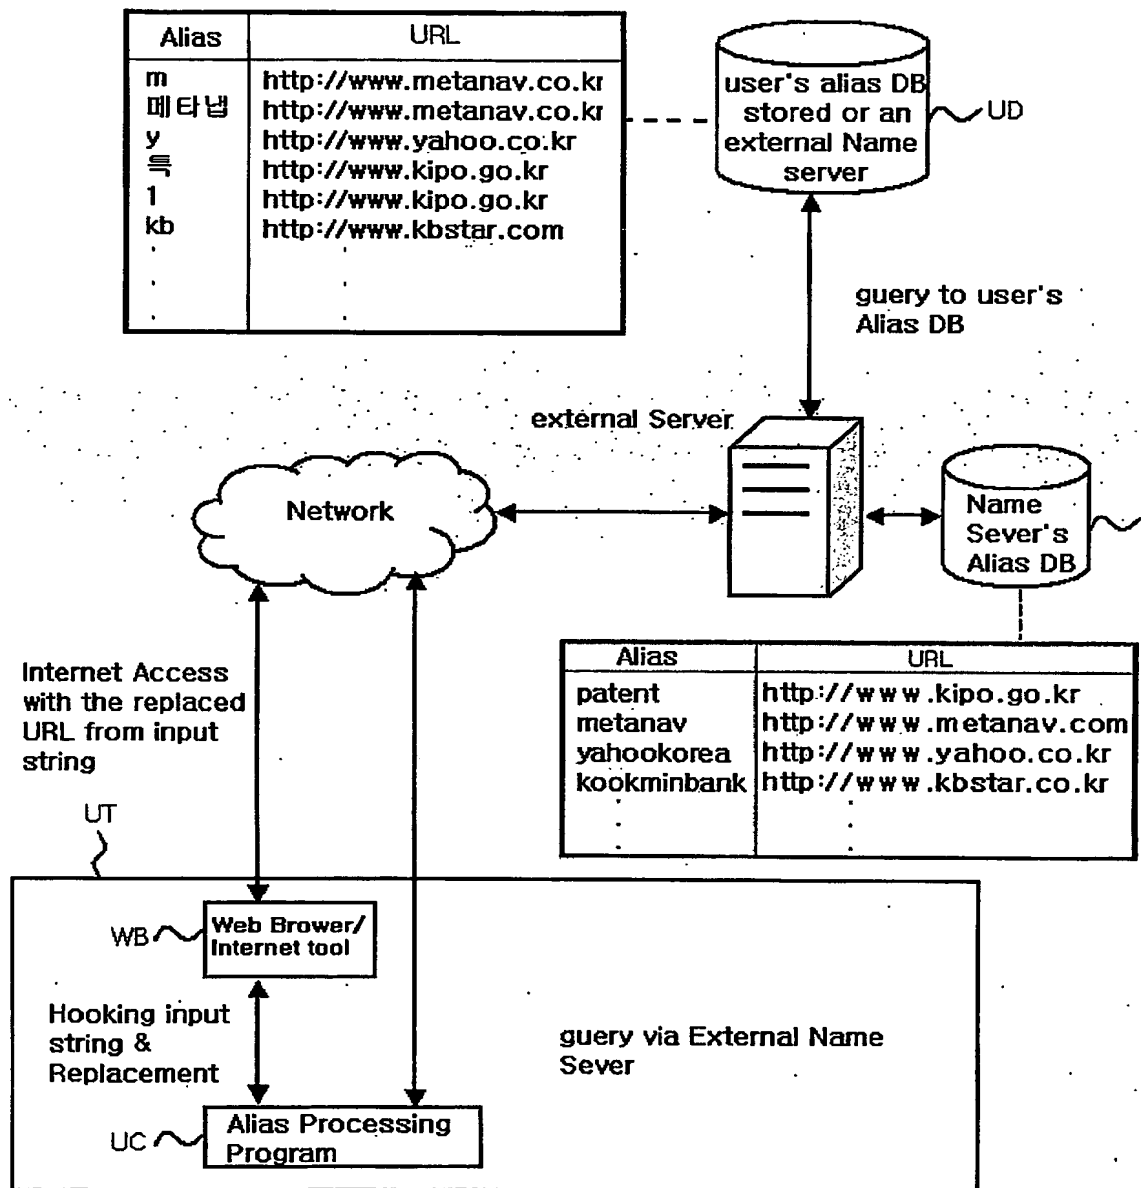 Alias URL
m http://www.metanav.co.kr
메타냅 http://www.metanav.co.kr
y http://www.yahoo.co.kr
특 http://www.kipo.go.kr
1 http://www.kipo.go.kr
kb http://www.kbstar.com
user's alias DB
stored or an
external Name
server
UD
guery to user's
Alias DB
external Server
Network
Name
Sever's
Alias DB
Alias URL
patent http://www.kipo.go.kr
metanav http://www.metanav.com
yahookorea http://www.yahoo.co.kr
kookminbank http://www.kbstar.co.kr
Internet Access
with the replaced
URL from input
string
UT
WB
Web Brower/
Internet tool
Hooking input
string &
Replacement
guery via External Name
Sever
UC
Alias Processing
Program